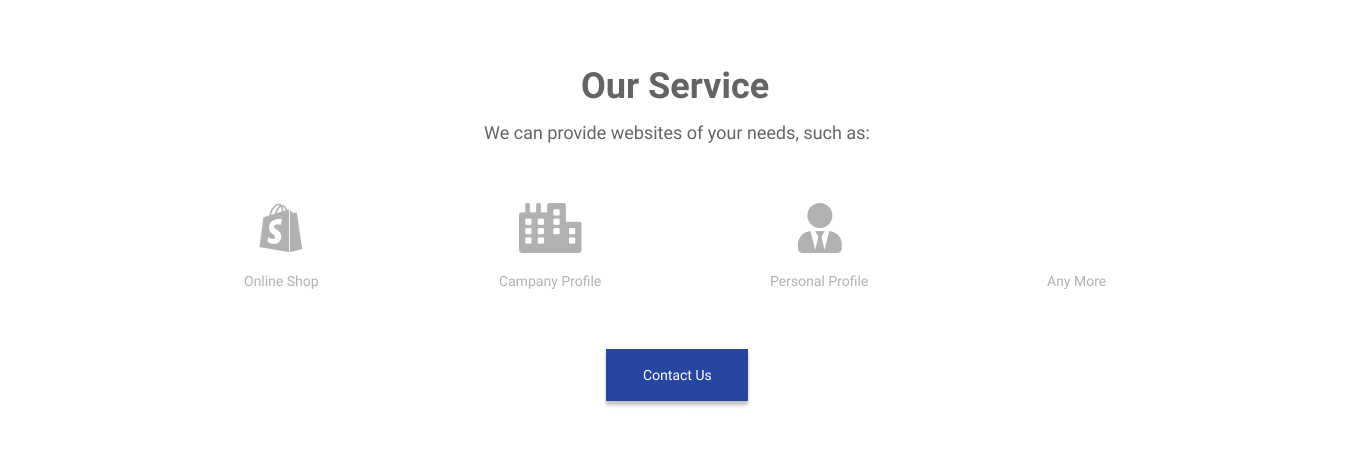 Our Service
We can provide websites of your needs, such as:
Online Shop
Campany Profile
Personal Profile
Any More
Contact Us